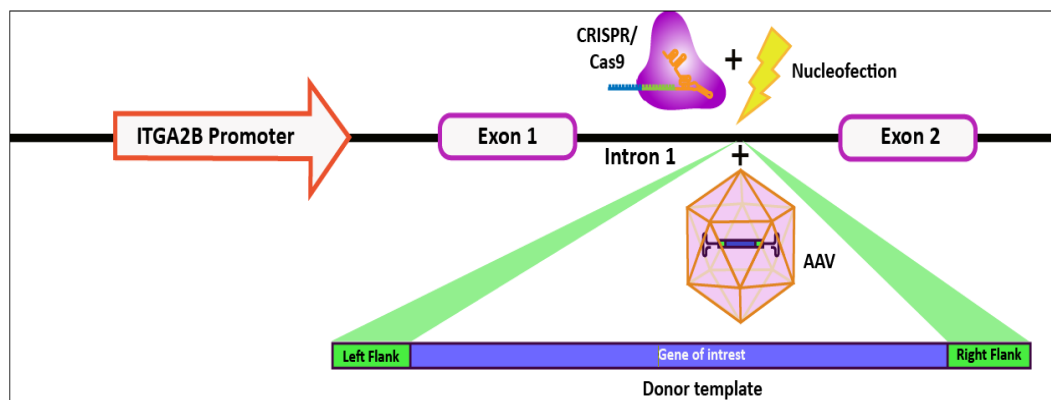 CRISPR/
Cas9
Nucleofection
ITGA2B Promoter
Exon 1
Exon 2
Intron 1
AAV
Left Flank
Gene of intrest
Right Flank
Donor template